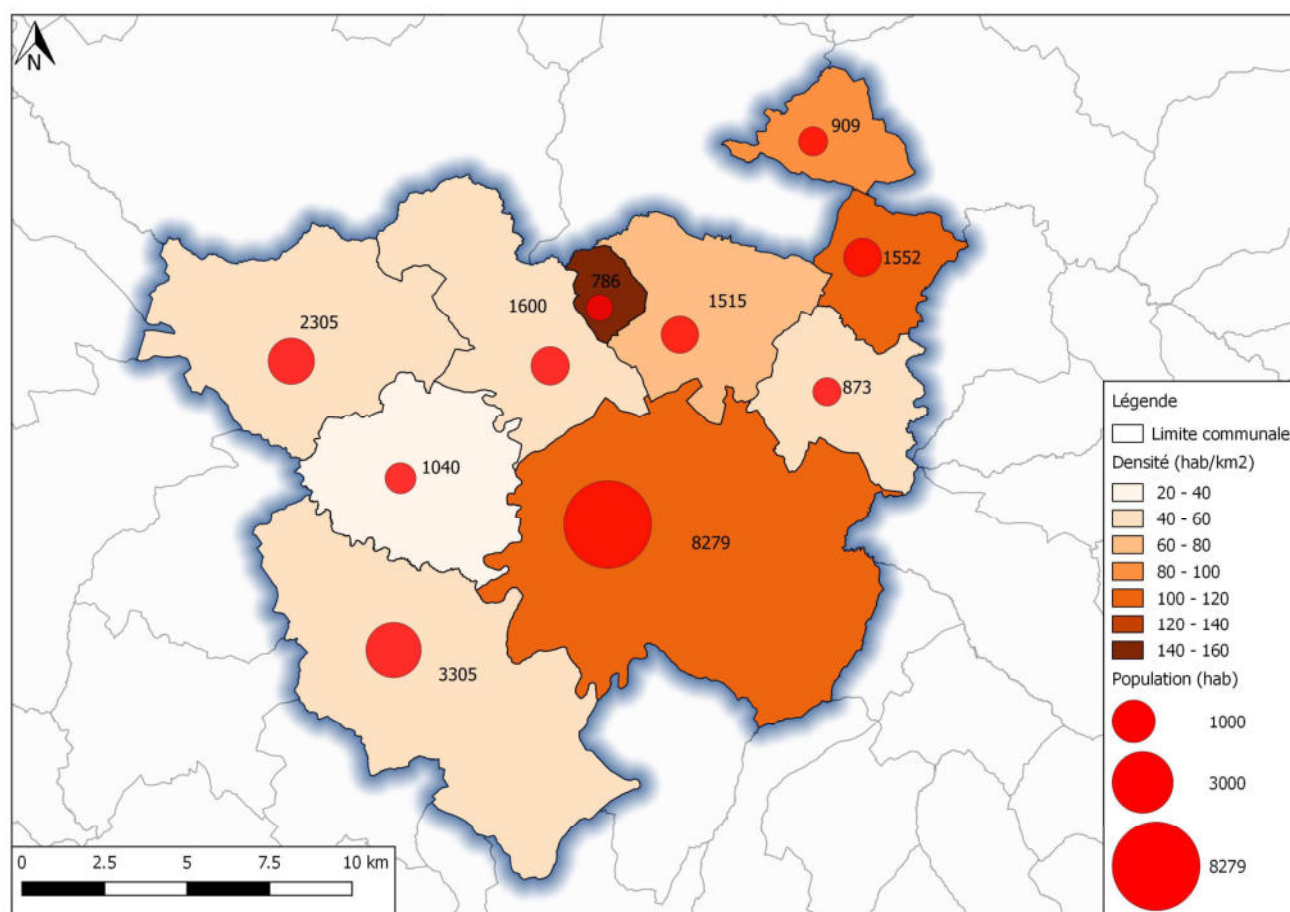 N
909
1552
786
1600
1515
2305
873
1040
8279
3305
Légende
Limite communale
Densité (hab/km2)
20 - 40
40 - 60
60 - 80
80 - 100
100 - 120
120 - 140
140 - 160
Population (hab)
1000
3000
8279
0 2.5 5 7.5 10 km